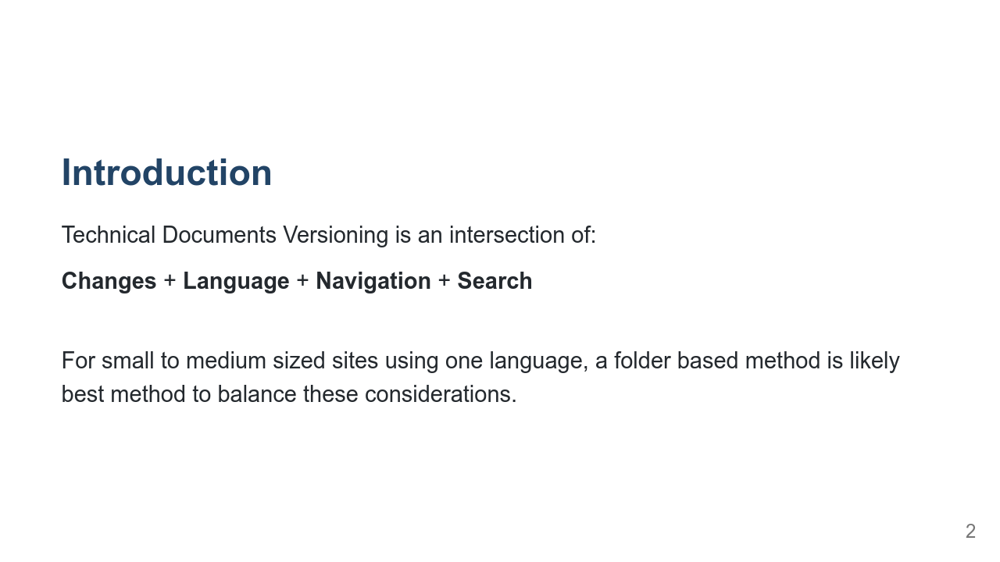 Introduction
Technical Documents Versioning is an intersection of:
Changes + Language + Navigation + Search
For small to medium sized sites using one language, a folder based method is likely
best method to balance these considerations.
2